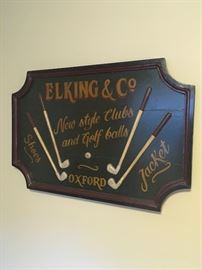 ELKING & Co
New style Clubs
and Golf balls
Shoes
Jacket
OXFORD